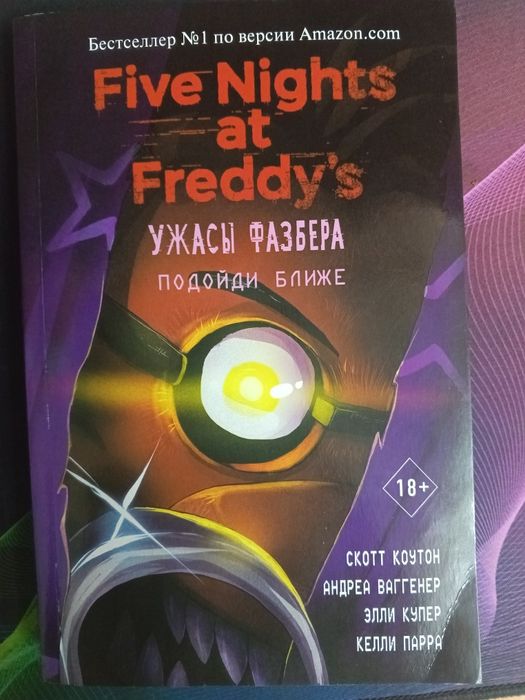 Бестселлер №1 по версии Amazon.com
Five Nights
at
Freddy's
УЖАСЫ ФАЗБЕРА
ПОДОЙДИ БЛИЖЕ
18+
СКОТТ КОУТОН
АНДРЕА ВАГГЕНЕР
ЭЛЛИ КУПЕР
КЕЛЛИ ПАРРА